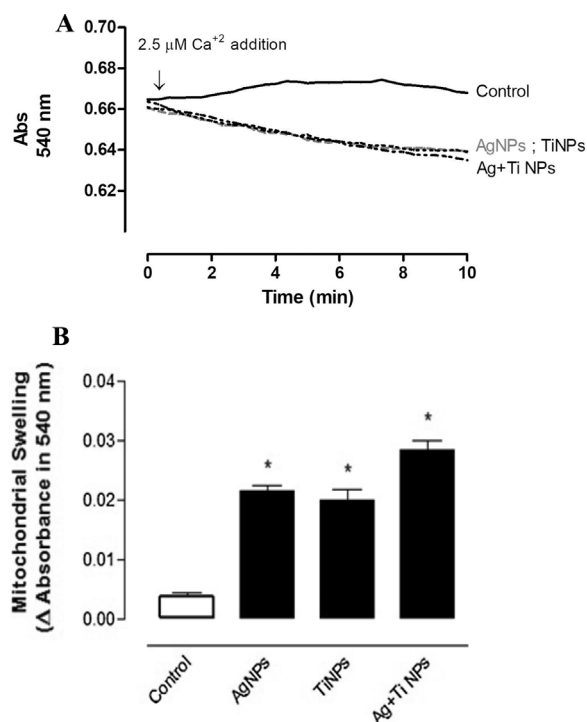 A
2.5 µM Ca+2 addition
Abs
540 nm
0.70
0.68
0.66
0.64
0.62
Control
AgNPs ; TiNPs
Ag+Ti NPs
0 2 4 6 8 10
Time (min)
B
Mitochondrial Swelling
(Δ Absorbance in 540 nm)
0.04
0.03
0.02
0.01
0.00
* * *
Control
AgNPs
TiNPs
Ag+Ti NPs